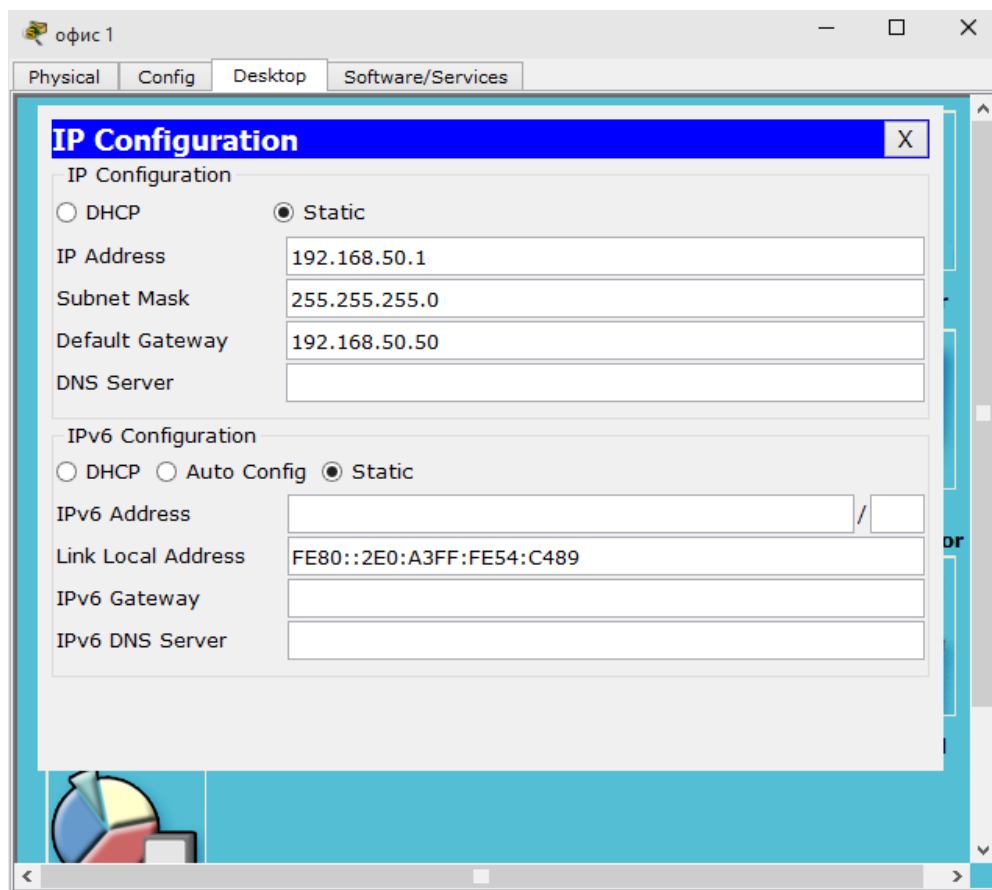 офис 1
Physical Config Desktop Software/Services
IP Configuration X
IP Configuration
DHCP Static
IP Address 192.168.50.1
Subnet Mask 255.255.255.0
Default Gateway 192.168.50.50
DNS Server
IPv6 Configuration
DHCP Auto Config Static
IPv6 Address /
or
Link Local Address FE80::2E0:A3FF:FE54:C489
IPv6 Gateway
IPv6 DNS Server